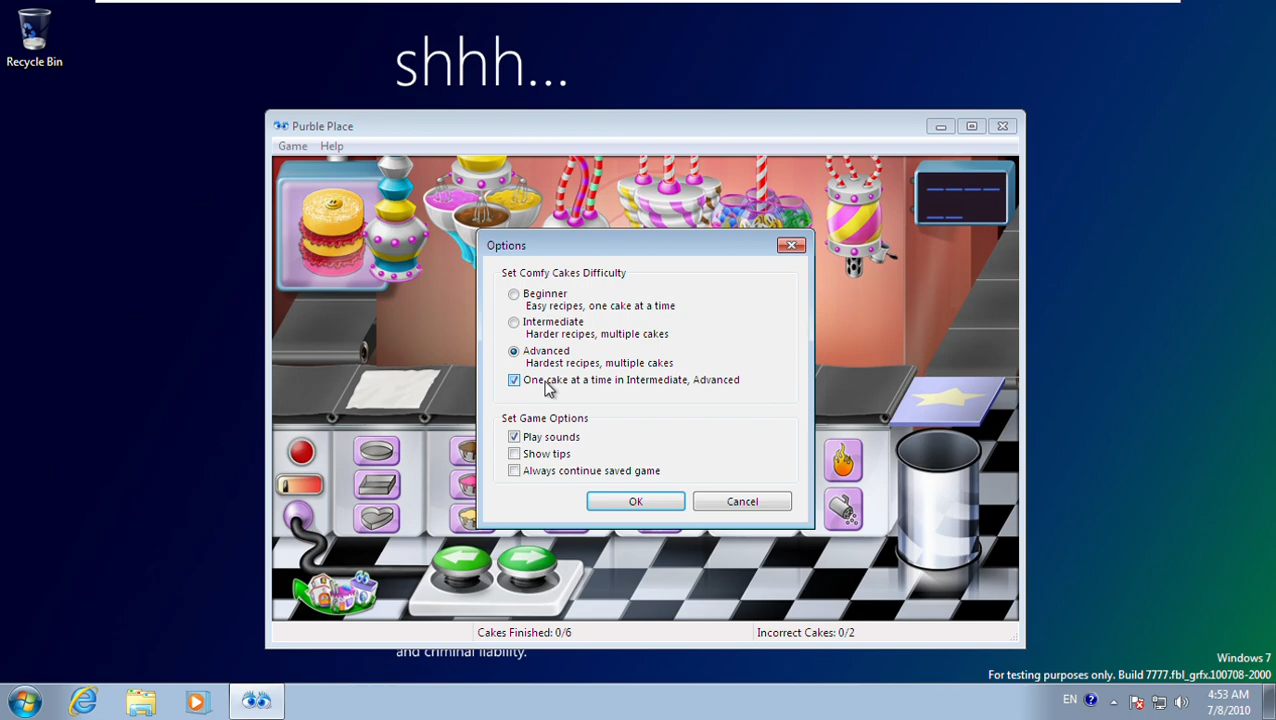 Recycle Bin
shhh...
Purble Place
Game Help
Options
Set Comfy Cakes Difficulty
Beginner
Easy recipes, one cake at a time
Intermediate
Harder recipes, multiple cakes
Advanced
Hardest recipes, multiple cakes
One cake at a time in Intermediate, Advanced
Set Game Options
Play sounds
Show tips
Always continue saved game
OK Cancel
Cakes Finished: 0/6 Incorrect Cakes: 0/2
and criminal liability.
Windows 7
For testing purposes only. Build 7777.fbl_grfx.100708-2000
EN
4:53 AM
7/8/2010